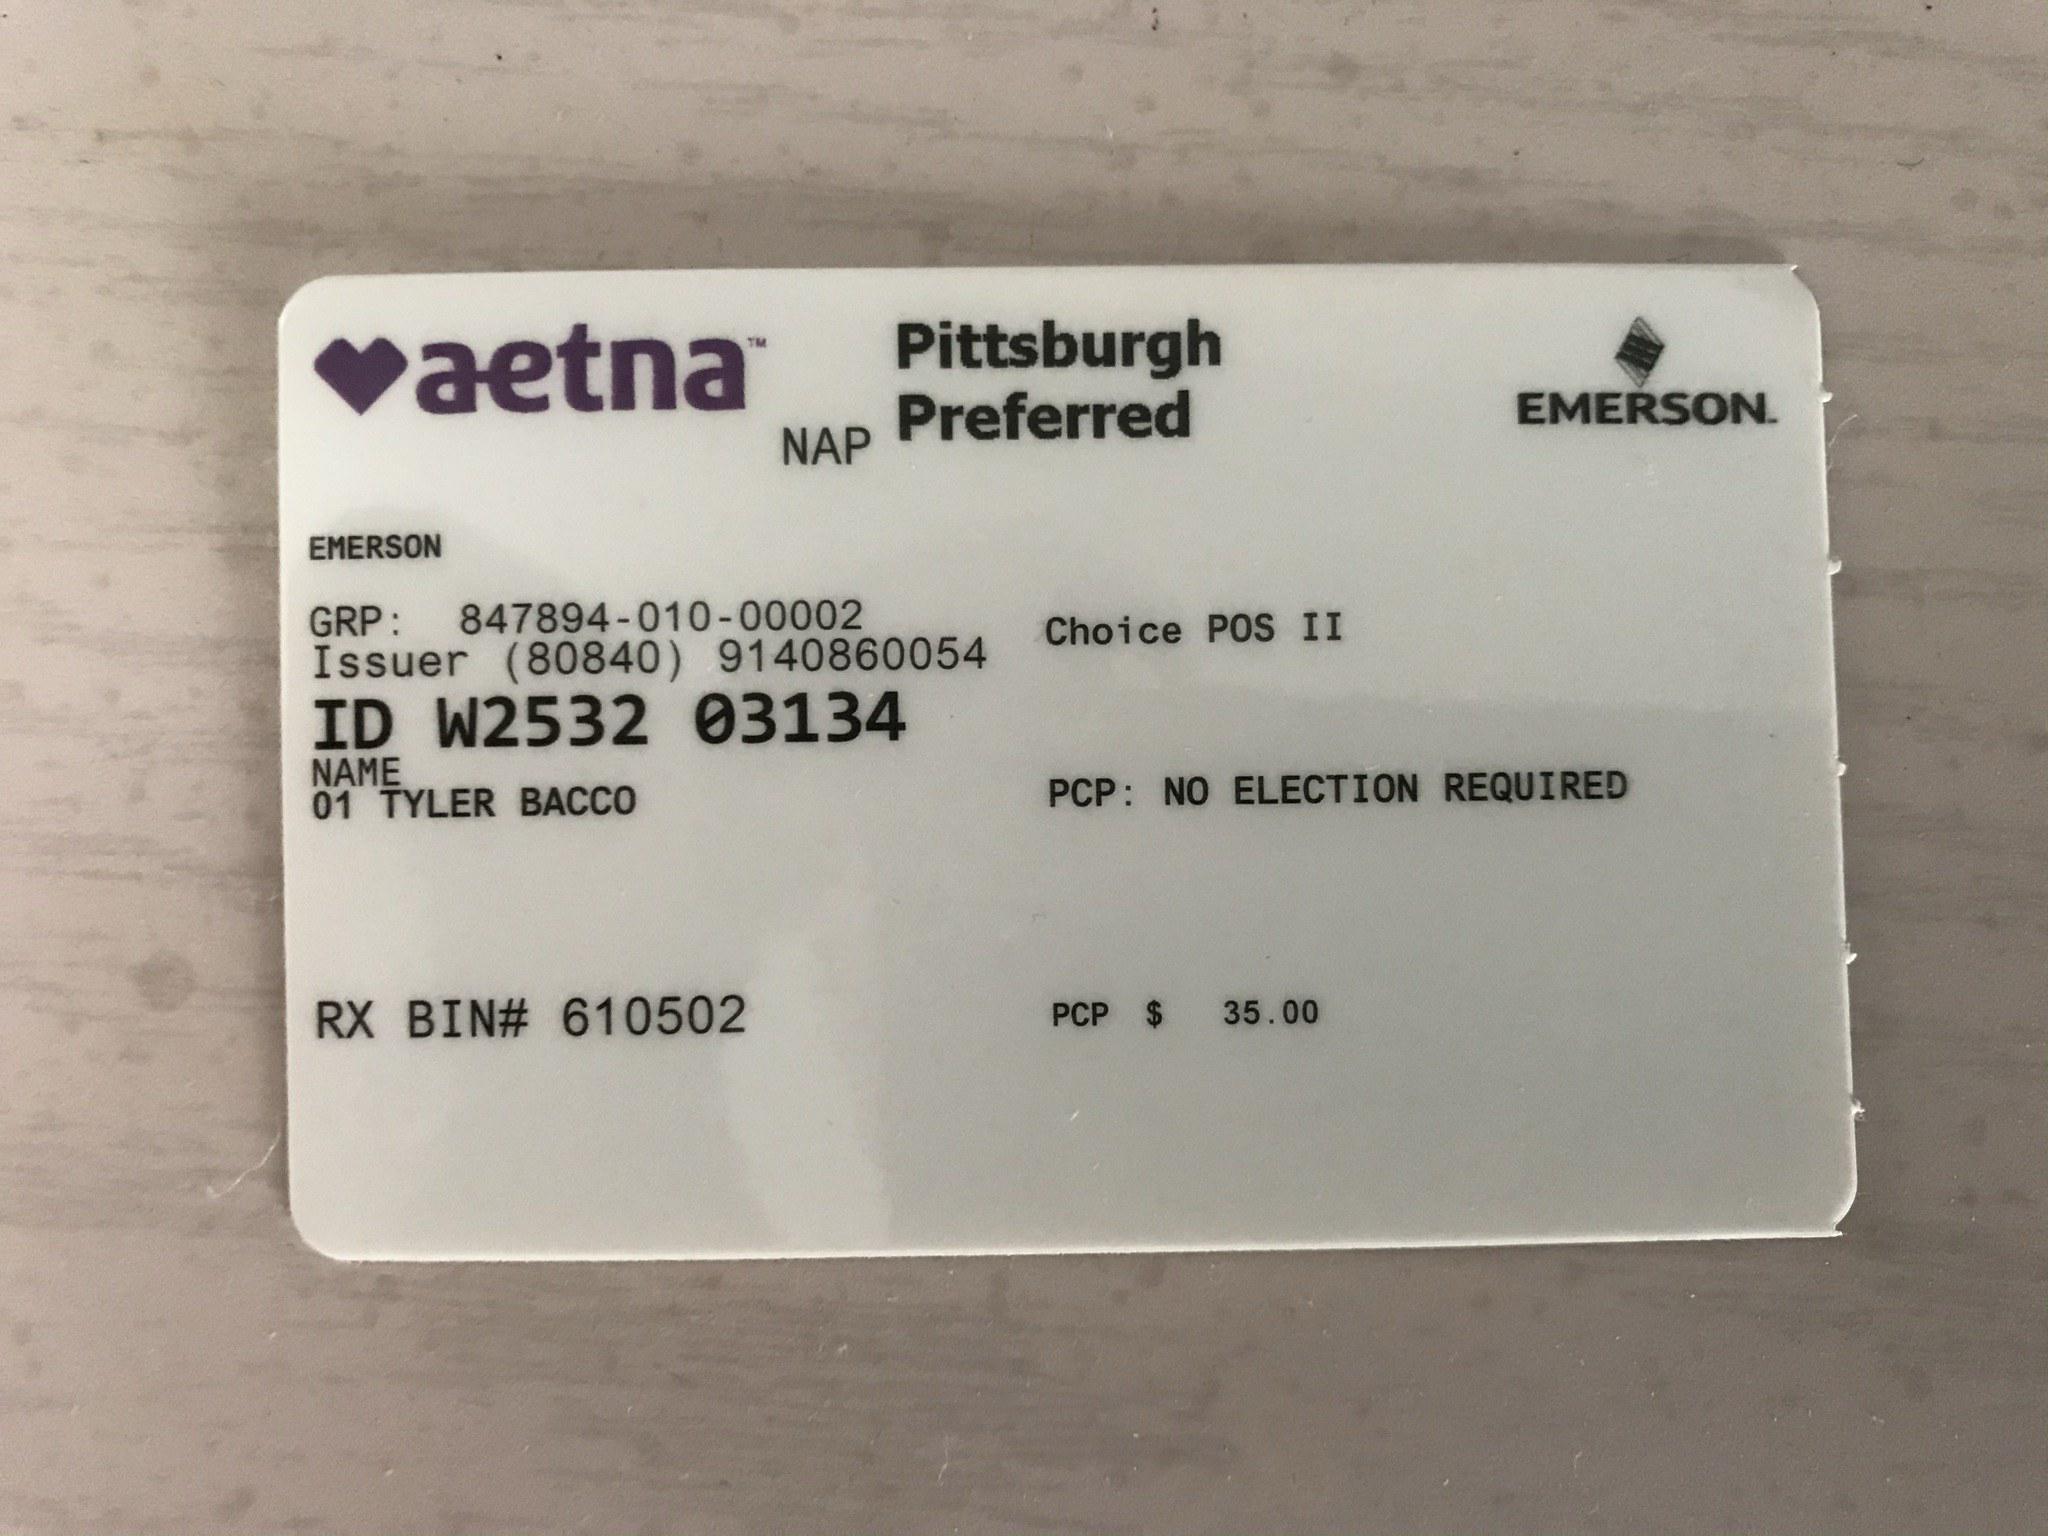 aetna™
NAP
Pittsburgh
Preferred
EMERSON.
EMERSON
GRP: 847894-010-00002
Issuer (80840) 9140860054
ID W2532 03134
NAME
01 TYLER BACCO
RX BIN# 610502
Choice POS II
PCP: NO ELECTION REQUIRED
PCP $ 35.00